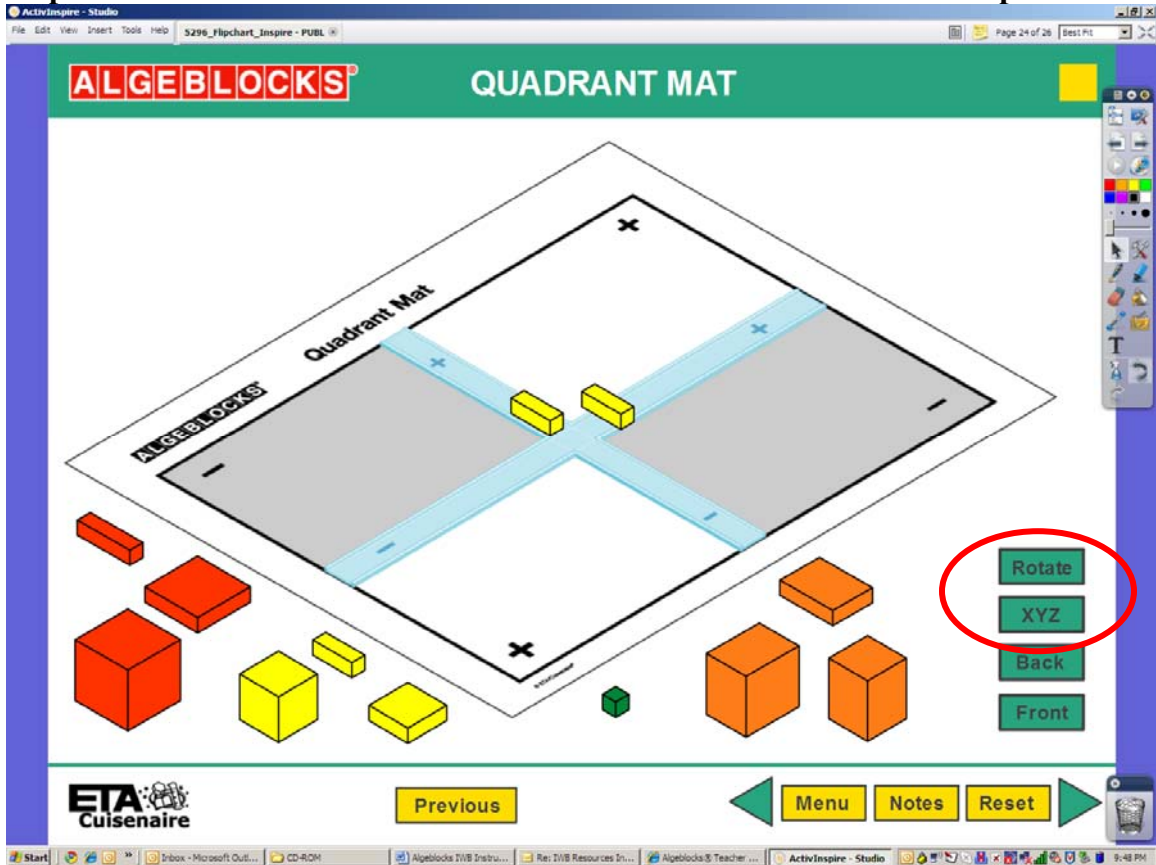 ActivInspire - Studio
File Edit View Insert Tools Help 5296_Flipchart_Inspire - PUBL Page 24 of 26 Best Fit
ALGEBLOCKS® QUADRANT MAT
+
Quadrant Mat
+ +
ALGEBLOCKS
- -
- -
+
T
Rotate
XYZ
Back
Front
ETA
Cuisenaire
Previous
Menu Notes Reset
Start Inbox - Microsoft Outl... CD-ROM Algeblocks IWB Instru... Re: IWB Resources In... Algeblocks® Teacher ... ActivInspire - Studio 9:48 PM